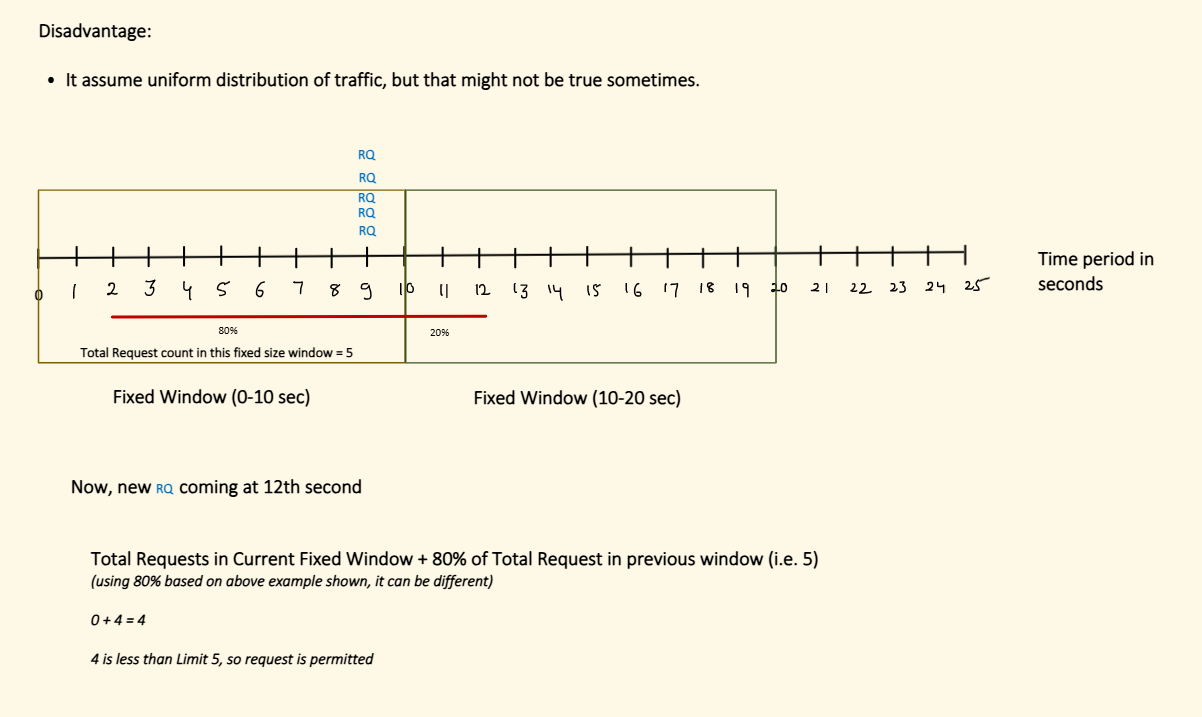 Disadvantage:
• It assume uniform distribution of traffic, but that might not be true sometimes.
RQ
RQ
RQ
RQ
RQ
Time period in
seconds
0 1 2 3 4 5 6 7 8 9 10 11 12 13 14 15 16 17 18 19 20 21 22 23 24 25
80% 20%
Total Request count in this fixed size window = 5
Fixed Window (0-10 sec) Fixed Window (10-20 sec)
Now, new RQ coming at 12th second
Total Requests in Current Fixed Window + 80% of Total Request in previous window (i.e. 5)
(using 80% based on above example shown, it can be different)
0 + 4 = 4
4 is less than Limit 5, so request is permitted